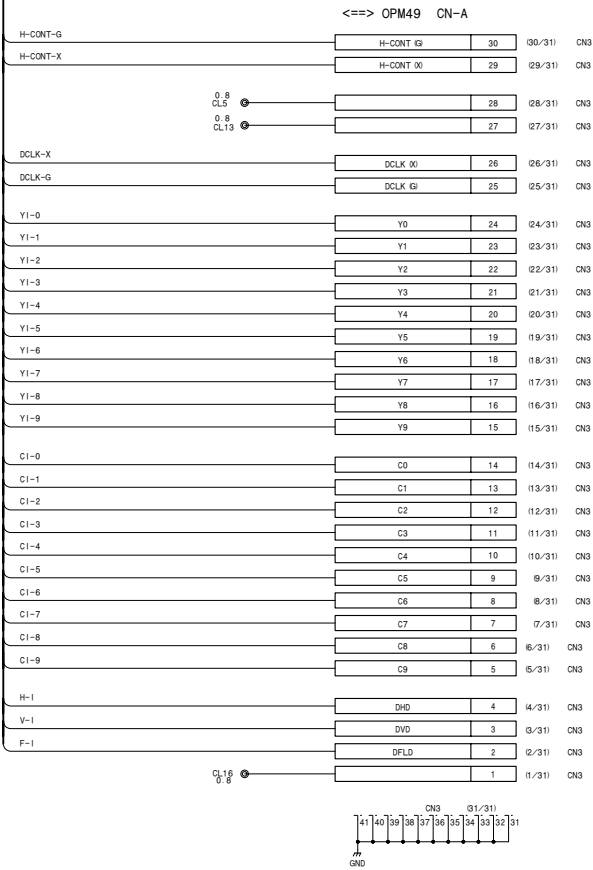 <==> OPM49 CN-A
H-CONT-G H-CONT (G) 30 (30/31) CN3
H-CONT-X H-CONT (X) 29 (29/31) CN3
0.8
CL5 28 (28/31) CN3
0.8
CL13 27 (27/31) CN3
DCLK-X DCLK (X) 26 (26/31) CN3
DCLK-G DCLK (G) 25 (25/31) CN3
YI-0 Y0 24 (24/31) CN3
YI-1 Y1 23 (23/31) CN3
YI-2 Y2 22 (22/31) CN3
YI-3 Y3 21 (21/31) CN3
YI-4 Y4 20 (20/31) CN3
YI-5 Y5 19 (19/31) CN3
YI-6 Y6 18 (18/31) CN3
YI-7 Y7 17 (17/31) CN3
YI-8 Y8 16 (16/31) CN3
YI-9 Y9 15 (15/31) CN3
CI-0 C0 14 (14/31) CN3
CI-1 C1 13 (13/31) CN3
CI-2 C2 12 (12/31) CN3
CI-3 C3 11 (11/31) CN3
CI-4 C4 10 (10/31) CN3
CI-5 C5 9 (9/31) CN3
CI-6 C6 8 (8/31) CN3
CI-7 C7 7 (7/31) CN3
CI-8 C8 6 (6/31) CN3
CI-9 C9 5 (5/31) CN3
H-I DHD 4 (4/31) CN3
V-I DVD 3 (3/31) CN3
F-I DFLD 2 (2/31) CN3
CL16 1 (1/31) CN3
0.8
CN3 (31/31)
41 40 39 38 37 36 35 34 33 32 31
GND